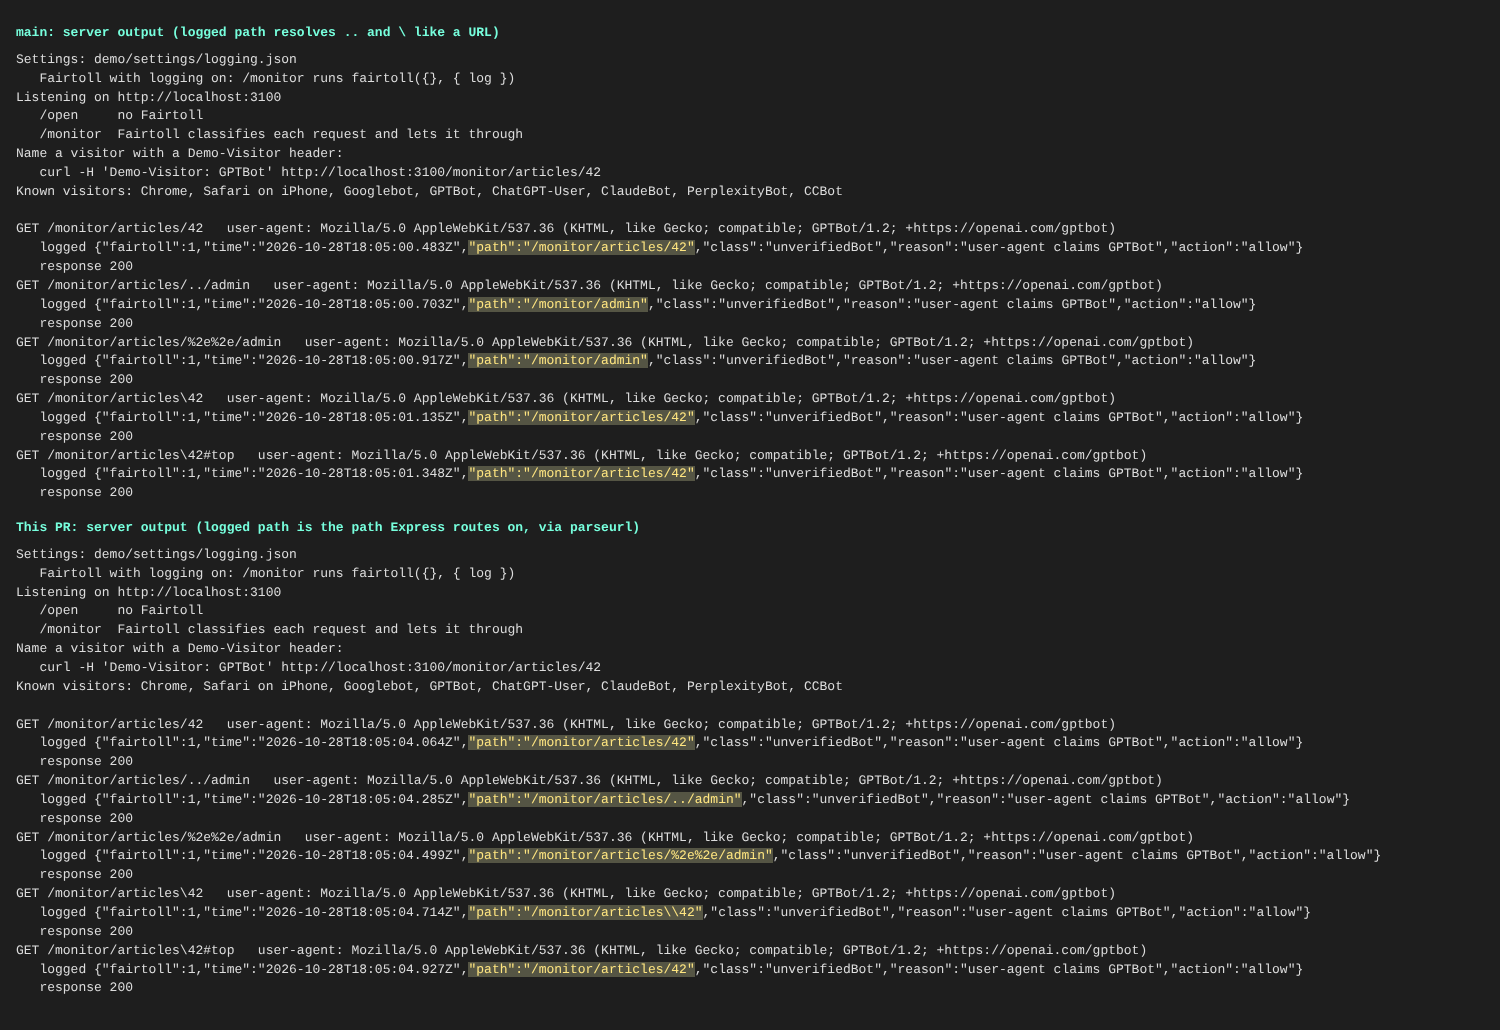 main: server output (logged path resolves .. and \ like a URL)
Settings: demo/settings/logging.json
   Fairtoll with logging on: /monitor runs fairtoll({}, { log })
Listening on http://localhost:3100
   /open     no Fairtoll
   /monitor  Fairtoll classifies each request and lets it through
Name a visitor with a Demo-Visitor header:
   curl -H 'Demo-Visitor: GPTBot' http://localhost:3100/monitor/articles/42
Known visitors: Chrome, Safari on iPhone, Googlebot, GPTBot, ChatGPT-User, ClaudeBot, PerplexityBot, CCBot

GET /monitor/articles/42   user-agent: Mozilla/5.0 AppleWebKit/537.36 (KHTML, like Gecko; compatible; GPTBot/1.2; +https://openai.com/gptbot)
   logged {"fairtoll":1,"time":"2026-10-28T18:05:00.483Z","path":"/monitor/articles/42","class":"unverifiedBot","reason":"user-agent claims GPTBot","action":"allow"}
   response 200
GET /monitor/articles/../admin   user-agent: Mozilla/5.0 AppleWebKit/537.36 (KHTML, like Gecko; compatible; GPTBot/1.2; +https://openai.com/gptbot)
   logged {"fairtoll":1,"time":"2026-10-28T18:05:00.703Z","path":"/monitor/admin","class":"unverifiedBot","reason":"user-agent claims GPTBot","action":"allow"}
   response 200
GET /monitor/articles/%2e%2e/admin   user-agent: Mozilla/5.0 AppleWebKit/537.36 (KHTML, like Gecko; compatible; GPTBot/1.2; +https://openai.com/gptbot)
   logged {"fairtoll":1,"time":"2026-10-28T18:05:00.917Z","path":"/monitor/admin","class":"unverifiedBot","reason":"user-agent claims GPTBot","action":"allow"}
   response 200
GET /monitor/articles\42   user-agent: Mozilla/5.0 AppleWebKit/537.36 (KHTML, like Gecko; compatible; GPTBot/1.2; +https://openai.com/gptbot)
   logged {"fairtoll":1,"time":"2026-10-28T18:05:01.135Z","path":"/monitor/articles/42","class":"unverifiedBot","reason":"user-agent claims GPTBot","action":"allow"}
   response 200
GET /monitor/articles\42#top   user-agent: Mozilla/5.0 AppleWebKit/537.36 (KHTML, like Gecko; compatible; GPTBot/1.2; +https://openai.com/gptbot)
   logged {"fairtoll":1,"time":"2026-10-28T18:05:01.348Z","path":"/monitor/articles/42","class":"unverifiedBot","reason":"user-agent claims GPTBot","action":"allow"}
   response 200

This PR: server output (logged path is the path Express routes on, via parseurl)
Settings: demo/settings/logging.json
   Fairtoll with logging on: /monitor runs fairtoll({}, { log })
Listening on http://localhost:3100
   /open     no Fairtoll
   /monitor  Fairtoll classifies each request and lets it through
Name a visitor with a Demo-Visitor header:
   curl -H 'Demo-Visitor: GPTBot' http://localhost:3100/monitor/articles/42
Known visitors: Chrome, Safari on iPhone, Googlebot, GPTBot, ChatGPT-User, ClaudeBot, PerplexityBot, CCBot

GET /monitor/articles/42   user-agent: Mozilla/5.0 AppleWebKit/537.36 (KHTML, like Gecko; compatible; GPTBot/1.2; +https://openai.com/gptbot)
   logged {"fairtoll":1,"time":"2026-10-28T18:05:04.064Z","path":"/monitor/articles/42","class":"unverifiedBot","reason":"user-agent claims GPTBot","action":"allow"}
   response 200
GET /monitor/articles/../admin   user-agent: Mozilla/5.0 AppleWebKit/537.36 (KHTML, like Gecko; compatible; GPTBot/1.2; +https://openai.com/gptbot)
   logged {"fairtoll":1,"time":"2026-10-28T18:05:04.285Z","path":"/monitor/articles/../admin","class":"unverifiedBot","reason":"user-agent claims GPTBot","action":"allow"}
   response 200
GET /monitor/articles/%2e%2e/admin   user-agent: Mozilla/5.0 AppleWebKit/537.36 (KHTML, like Gecko; compatible; GPTBot/1.2; +https://openai.com/gptbot)
   logged {"fairtoll":1,"time":"2026-10-28T18:05:04.499Z","path":"/monitor/articles/%2e%2e/admin","class":"unverifiedBot","reason":"user-agent claims GPTBot","action":"allow"}
   response 200
GET /monitor/articles\42   user-agent: Mozilla/5.0 AppleWebKit/537.36 (KHTML, like Gecko; compatible; GPTBot/1.2; +https://openai.com/gptbot)
   logged {"fairtoll":1,"time":"2026-10-28T18:05:04.714Z","path":"/monitor/articles\\42","class":"unverifiedBot","reason":"user-agent claims GPTBot","action":"allow"}
   response 200
GET /monitor/articles\42#top   user-agent: Mozilla/5.0 AppleWebKit/537.36 (KHTML, like Gecko; compatible; GPTBot/1.2; +https://openai.com/gptbot)
   logged {"fairtoll":1,"time":"2026-10-28T18:05:04.927Z","path":"/monitor/articles/42","class":"unverifiedBot","reason":"user-agent claims GPTBot","action":"allow"}
   response 200